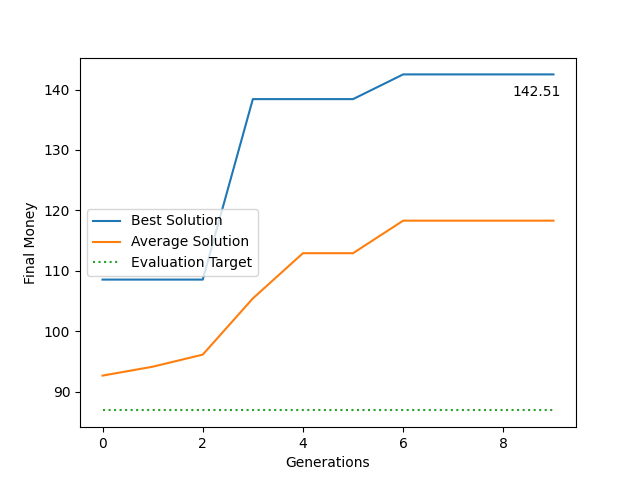 140
130
120
110
100
90
Final Money
142.51
Best Solution
Average Solution
Evaluation Target
0
2
4
6
8
Generations